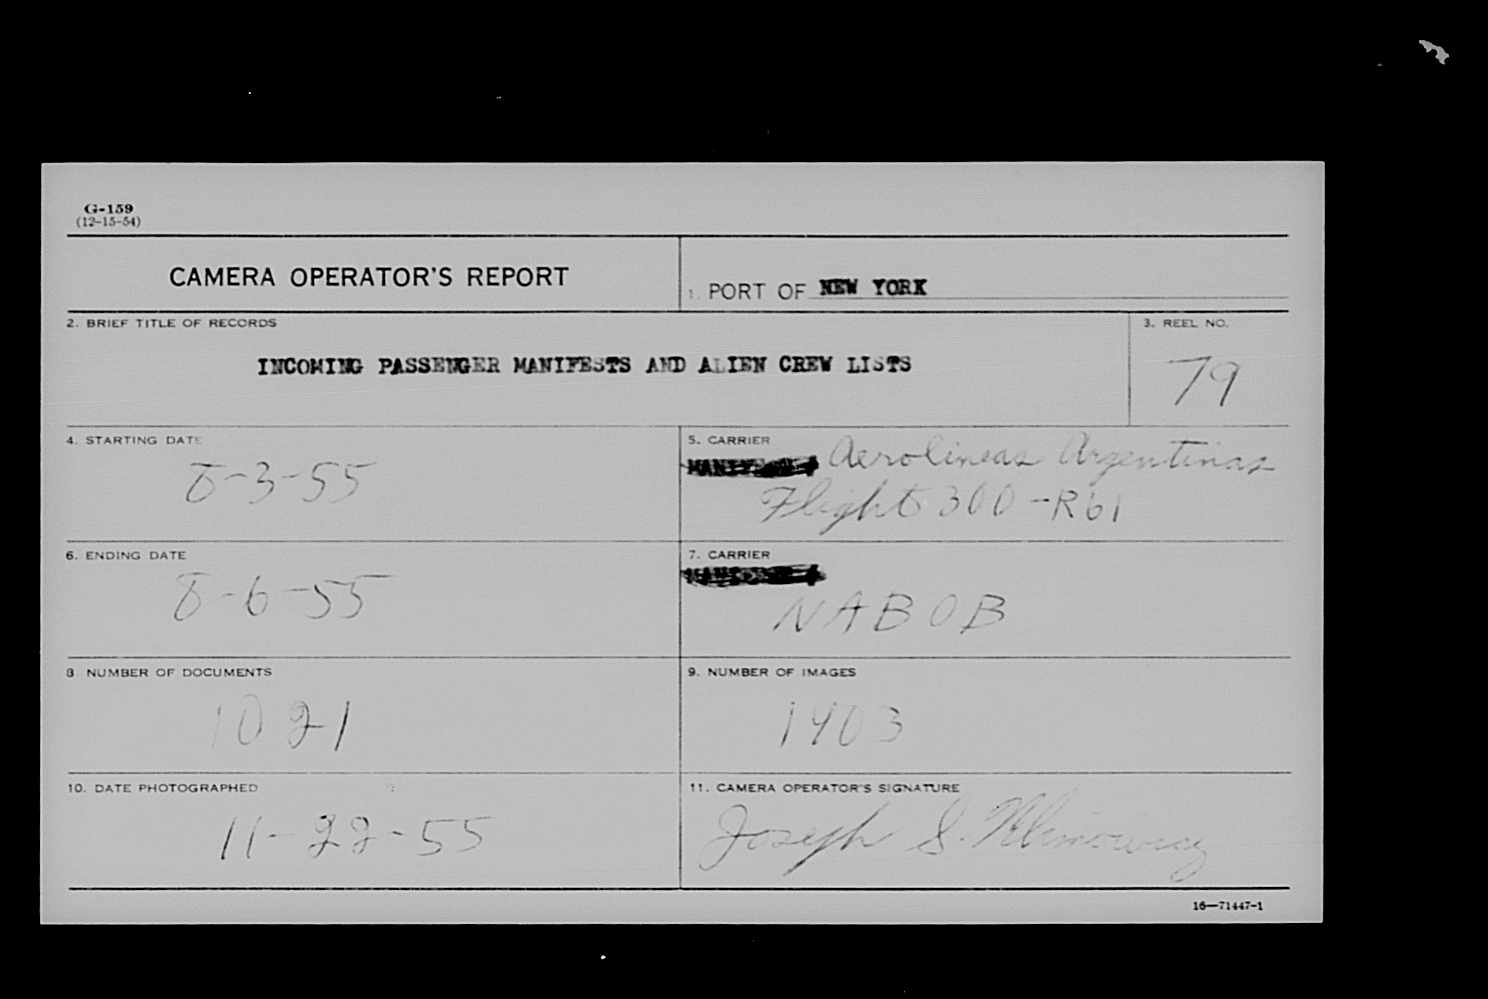 G-159
(12-15-54)
CAMERA OPERATOR'S REPORT
1. PORT OF NEW YORK
2. BRIEF TITLE OF RECORDS
INCOMING PASSENGER MANIFESTS AND ALIEN CREW LISTS
3. REEL NO.
79
4. STARTING DATE
8-3-55
5. CARRIER
Aerolineas Argentinas
Flight 300-R61
6. ENDING DATE
8-6-55
7. CARRIER
NABOB
8 NUMBER OF DOCUMENTS
1021
9. NUMBER OF IMAGES
1403
10. DATE PHOTOGRAPHED
11-22-55
11. CAMERA OPERATOR'S SIGNATURE
Joseph S.
16—71447-1